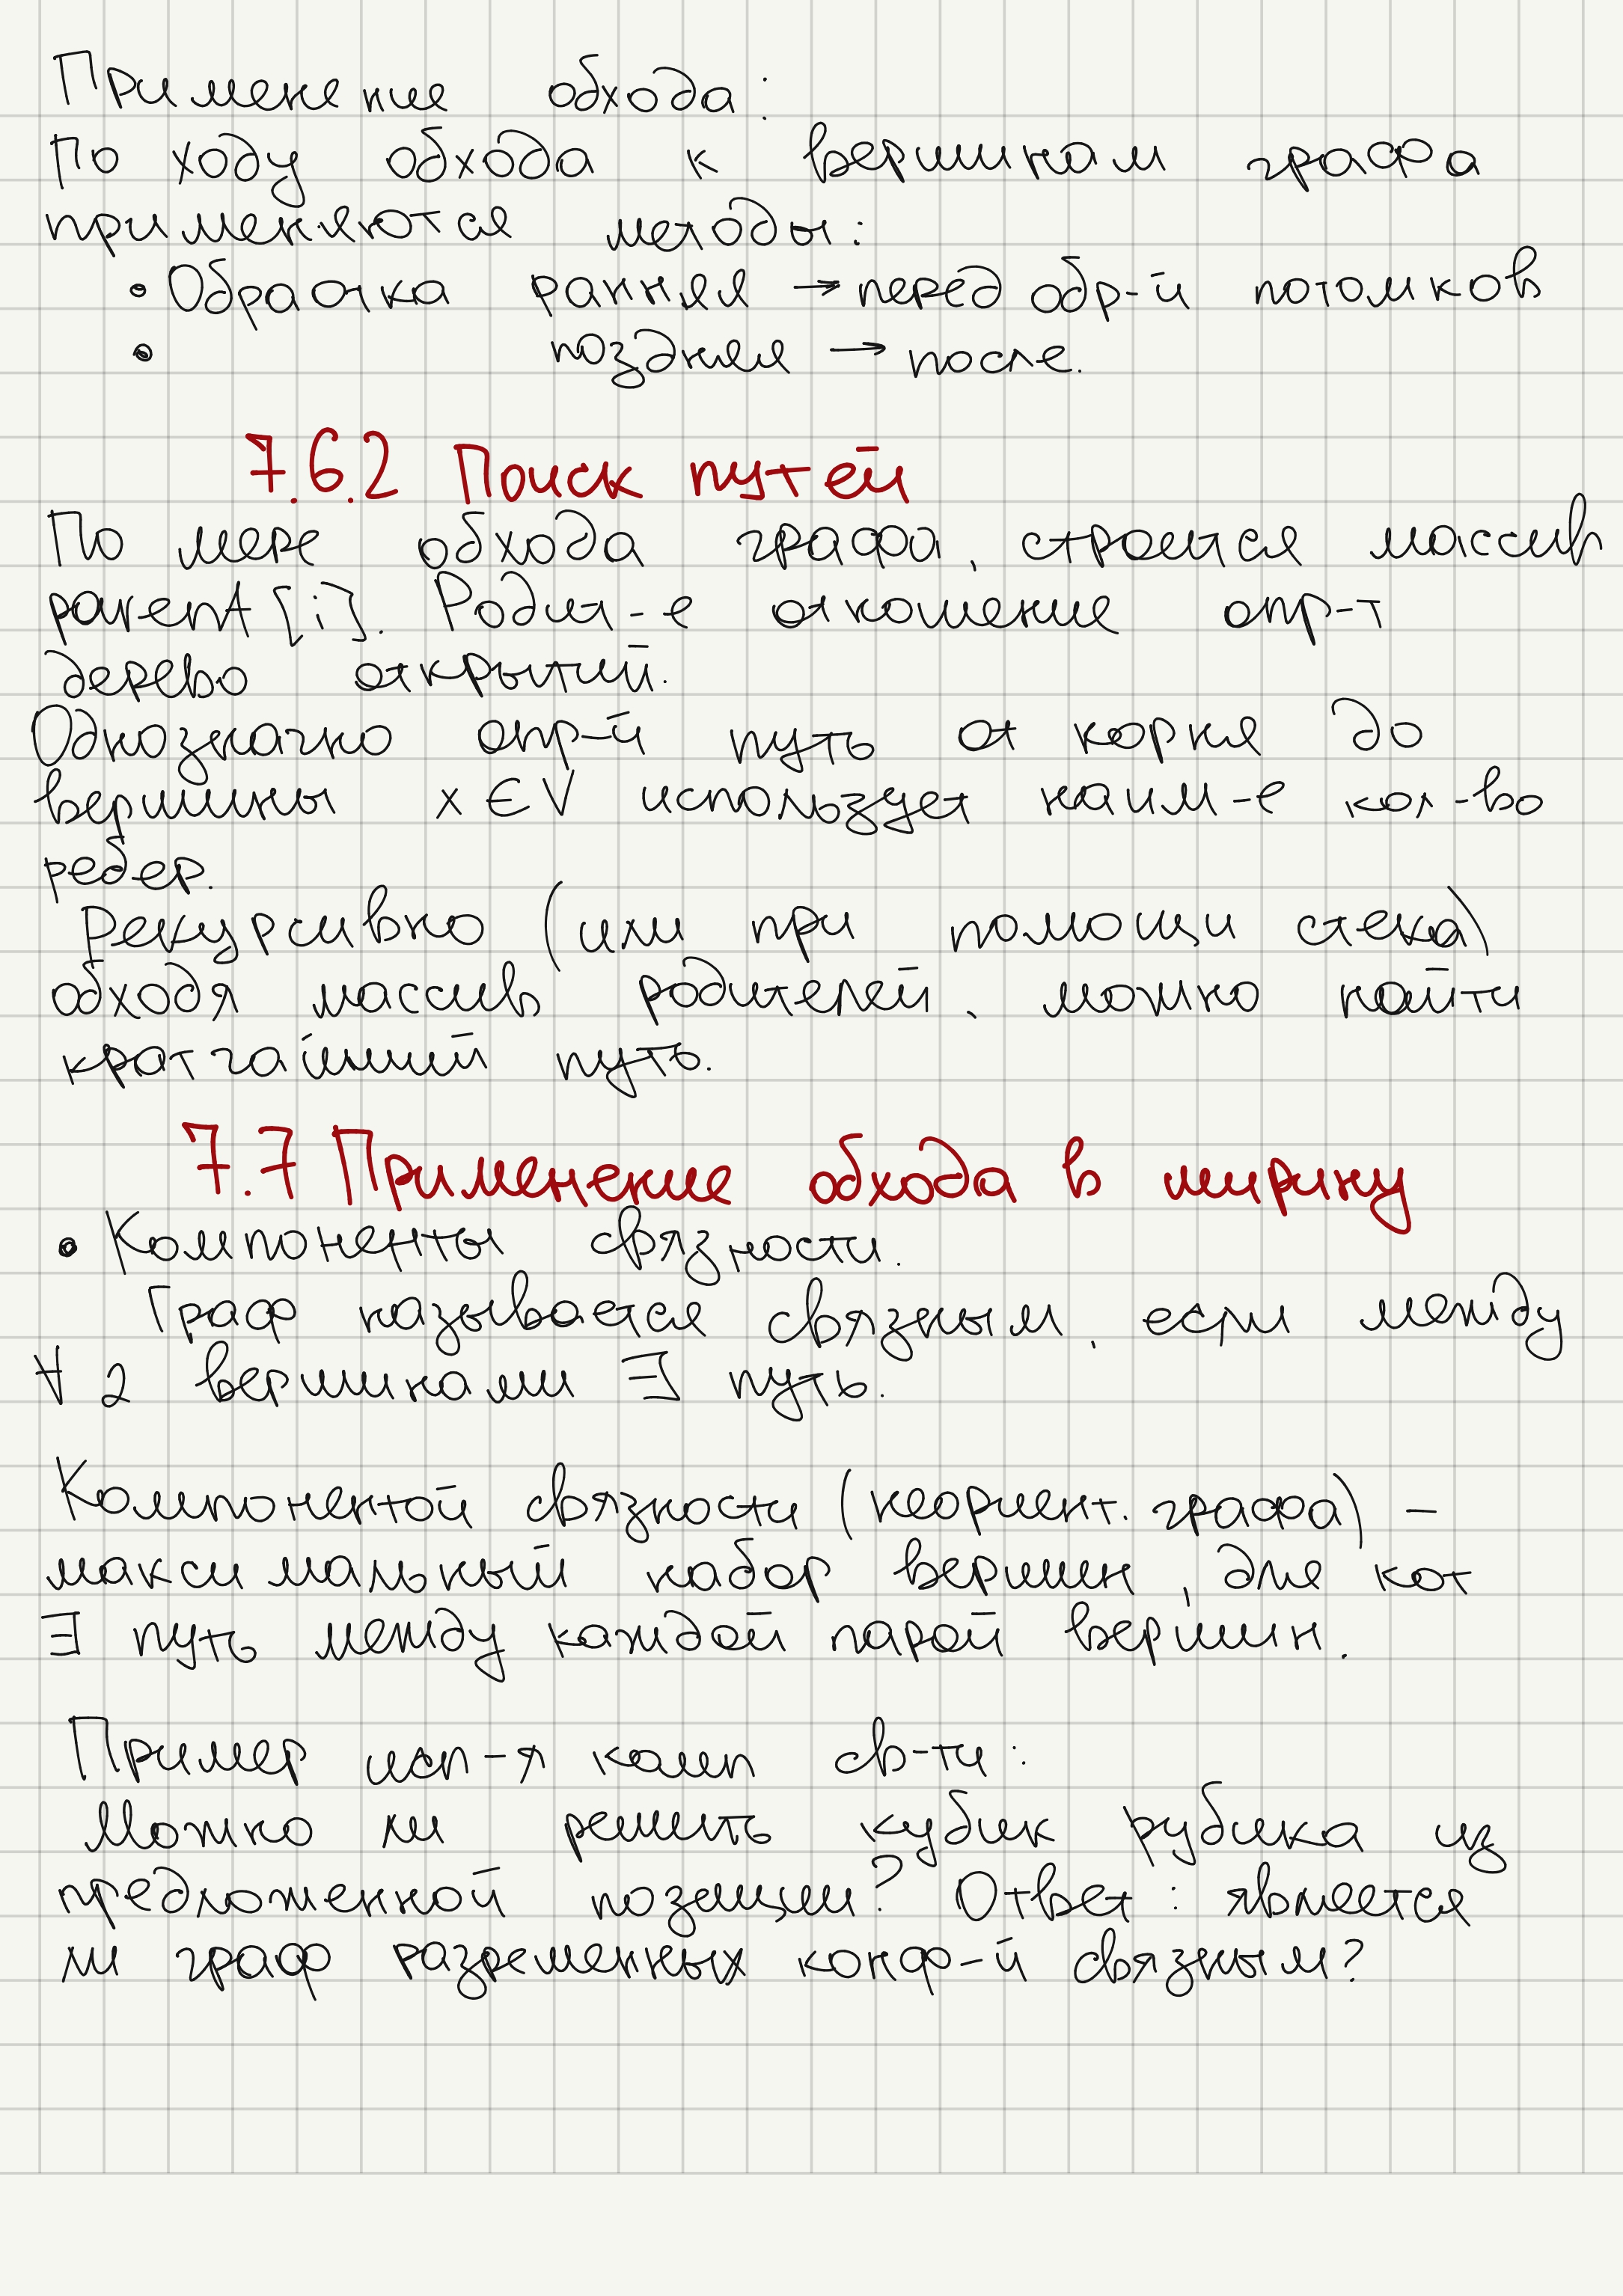 Применение обхода:
По ходу обхода к вершинам графа
применяются методы:
• Обраотка ранняя → перед обр-й потомков
• поздняя → после.
7.6.2 Поиск путей
По мере обхода графа, строится массив
parent [i]. Родит-е отношение опр-т
дерево открытий.
Однозначно опр-й путь от корня до
вершины x ∈ V использует наим-е кол-во
ребер.
Рекурсивно (или при помощи стека)
обходя массив родителей, можно найти
кратчайший путь.
7.7 Применение обхода в ширину
• Компоненты связности.
Граф называется связным, если между
∀ 2 вершинами ∃ путь.
Компонентой связности (неориент. графа) –
максимальный набор вершин, для кот
∃ путь между каждой парой вершин.
Пример исп-я комп св-ти:
Можно ли решить кубик рубика из
предложенной позиции? Ответ: является
ли граф разрешенных конф-й связным?